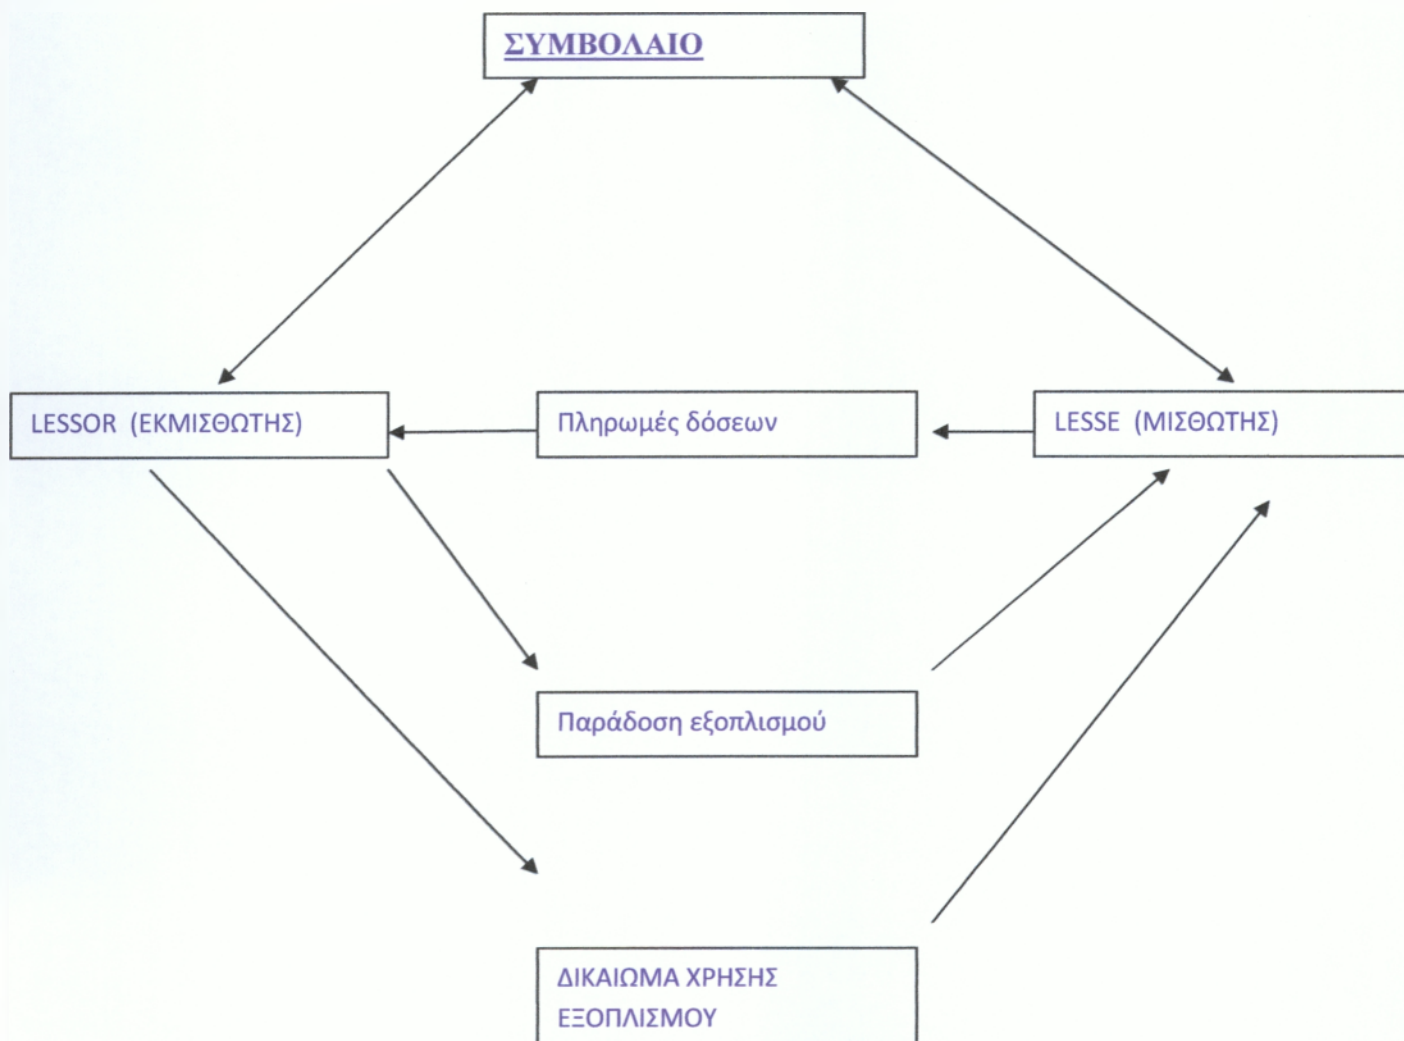 ΣΥΜΒΟΛΑΙΟ
LESSOR (ΕΚΜΙΣΘΩΤΗΣ)
Πληρωμές δόσεων
LESSE (ΜΙΣΘΩΤΗΣ)
Παράδοση εξοπλισμού
ΔΙΚΑΙΩΜΑ ΧΡΗΣΗΣ
ΕΞΟΠΛΙΣΜΟΥ